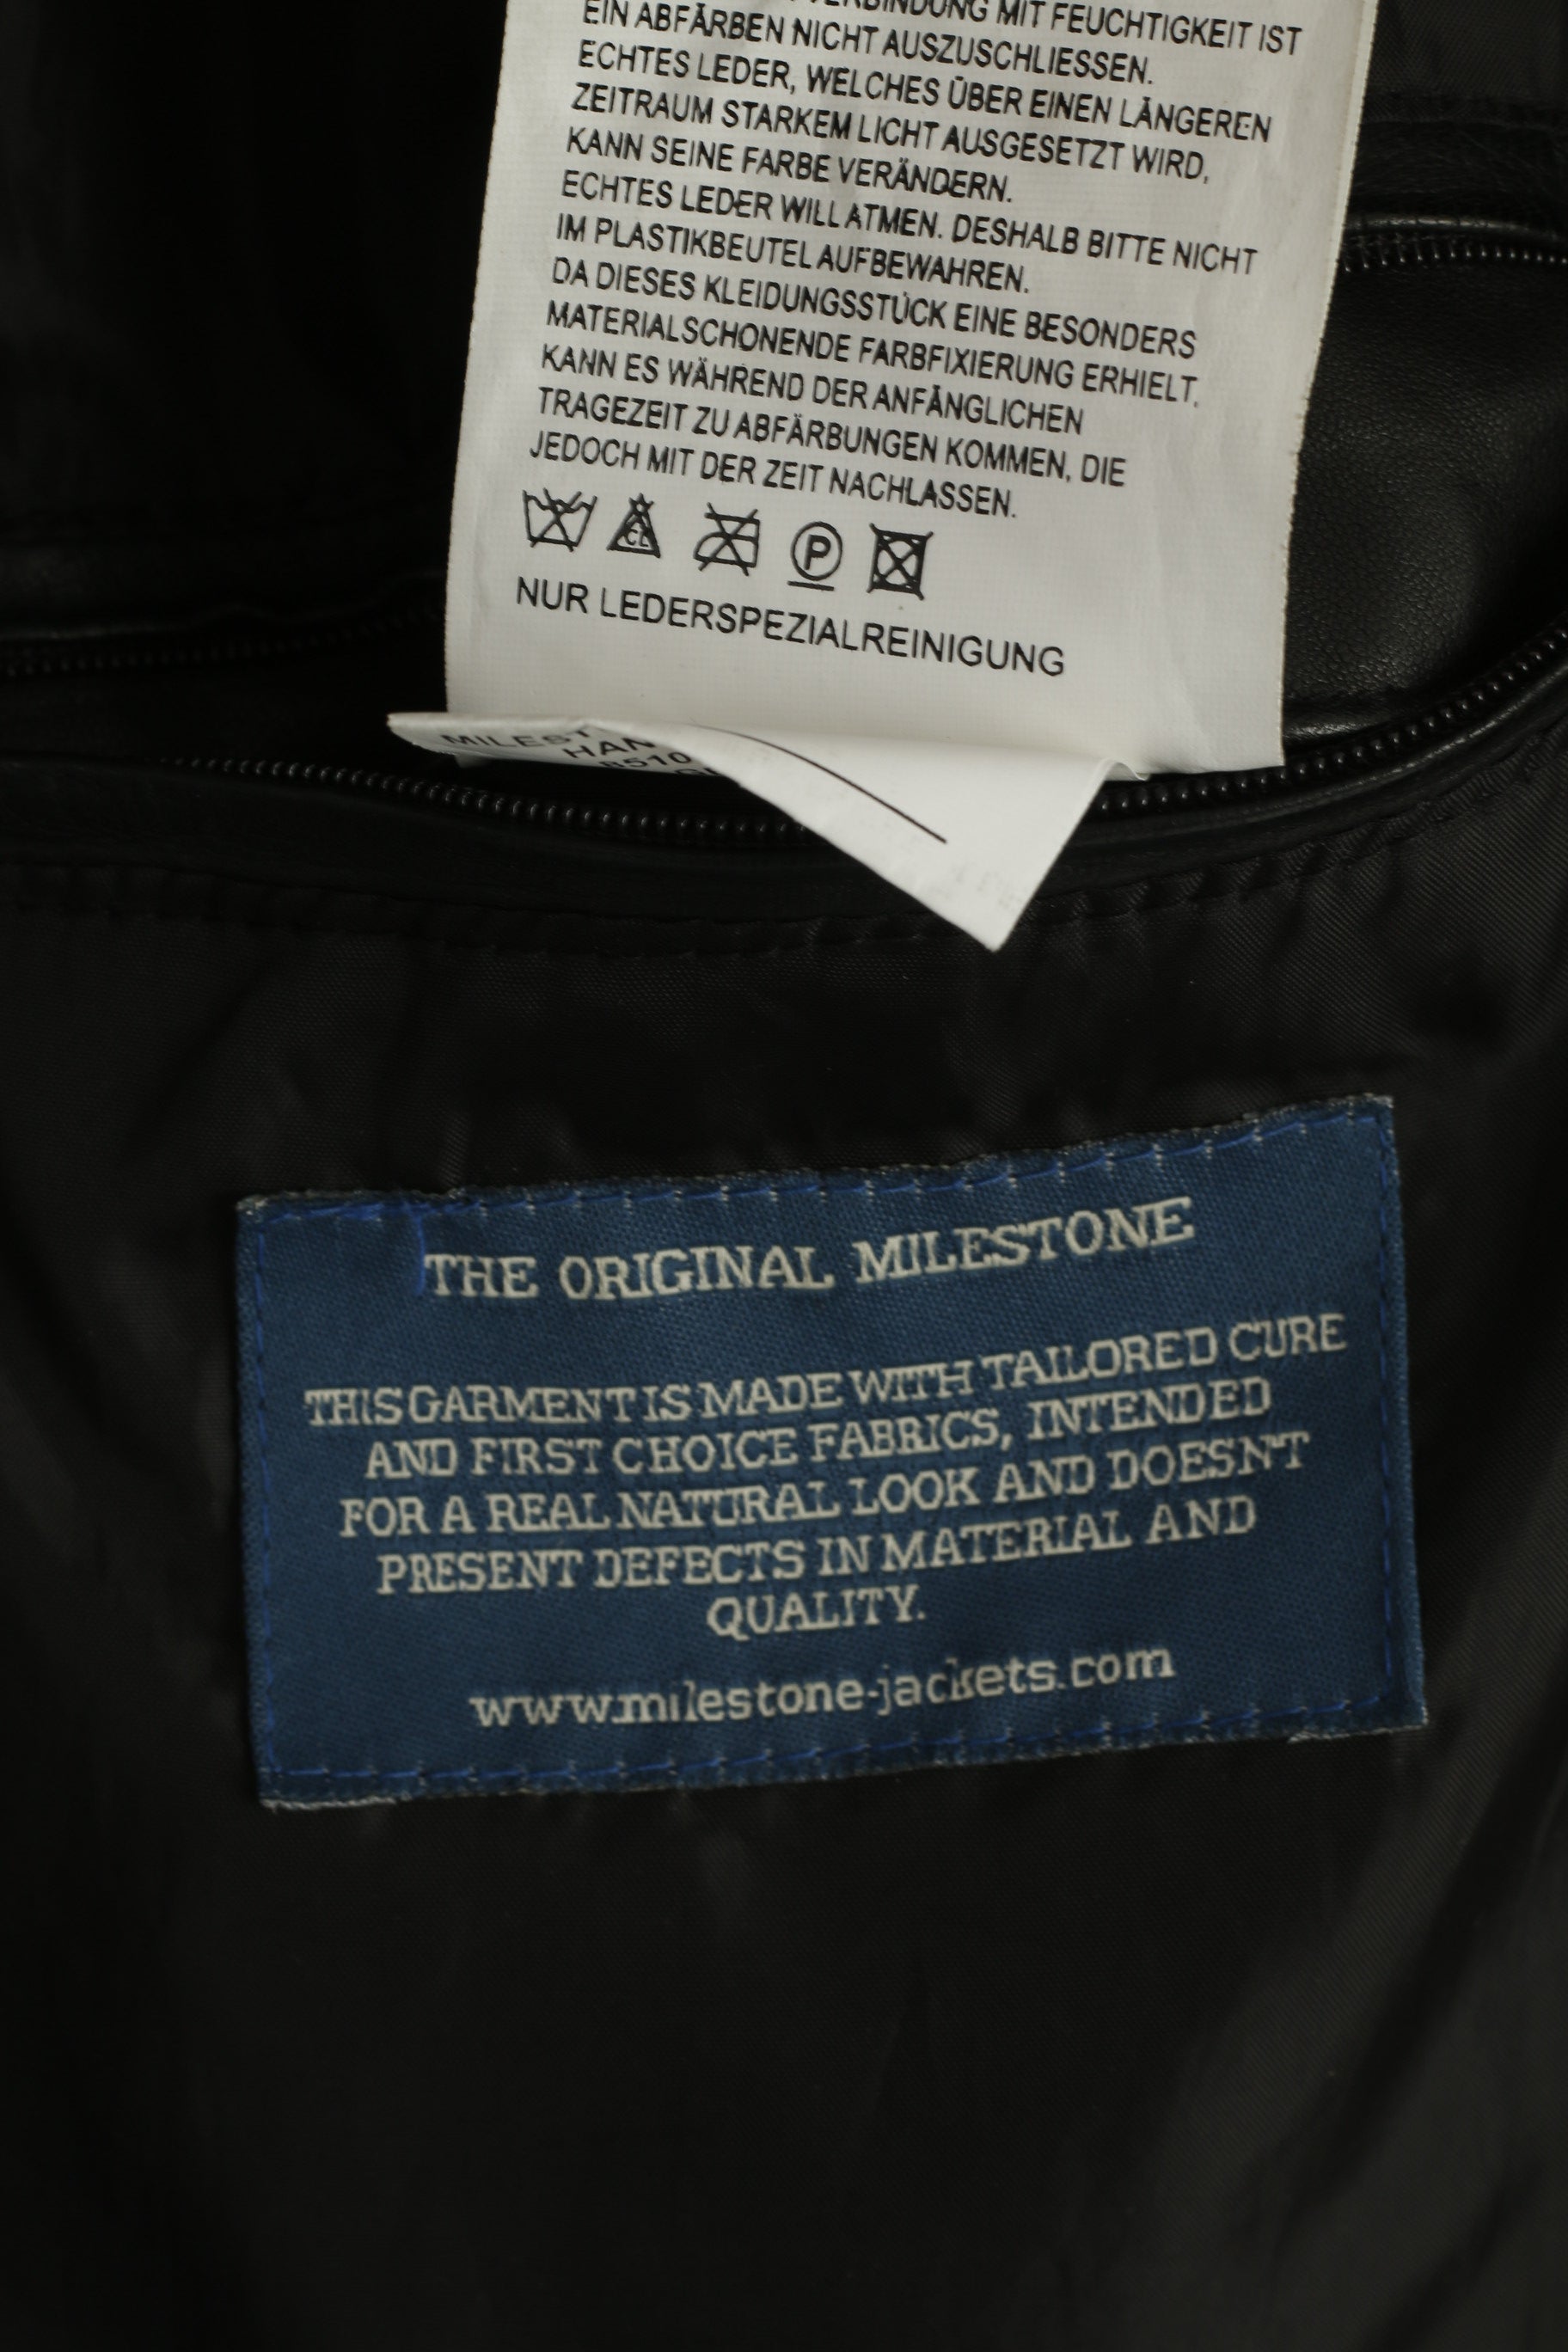 MIT FEUCHTIGKEIT IST
EIN ABFÄRBEN NICHT AUSZUSCHLIESSEN.
ECHTES LEDER, WELCHES ÜBER EINEN LÄNGEREN
ZEITRAUM STARKEM LICHT AUSGESETZT WIRD,
KANN SEINE FARBE VERÄNDERN.
ECHTES LEDER WILL ATMEN. DESHALB BITTE NICHT
IM PLASTIKBEUTEL AUFBEWAHREN.
DA DIESES KLEIDUNGSSTÜCK EINE BESONDERS
MATERIALSCHONENDE FARBFIXIERUNG ERHIELT,
KANN ES WÄHREND DER ANFÄNGLICHEN
TRAGEZEIT ZU ABFÄRBUNGEN KOMMEN, DIE
JEDOCH MIT DER ZEIT NACHLASSEN.
CL P
NUR LEDERSPEZIALREINIGUNG
THE ORIGINAL MILESTONE
THIS GARMENT IS MADE WITH TAILORED CURE
AND FIRST CHOICE FABRICS, INTENDED
FOR A REAL NATURAL LOOK AND DOESN'T
PRESENT DEFECTS IN MATERIAL AND
QUALITY.
www.milestone-jackets.com